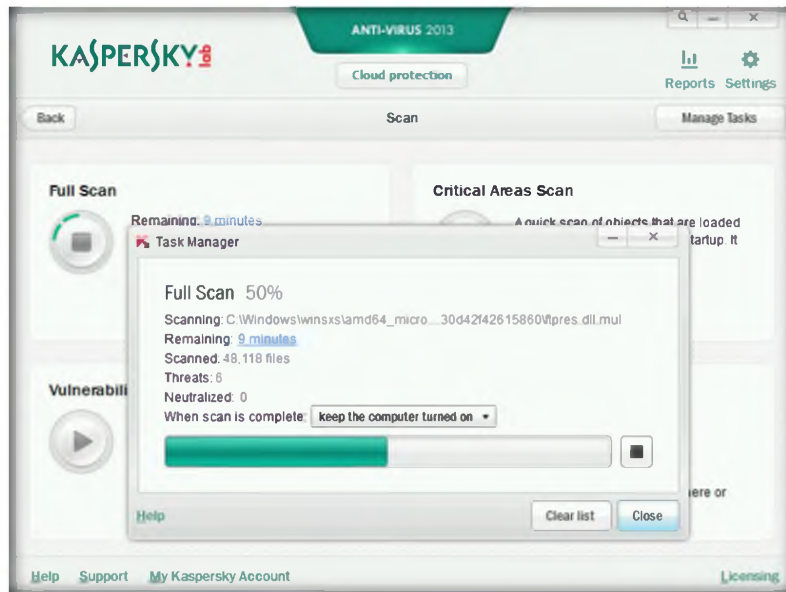 ANTI-VIRUS 2013
KASPERSKY lab
Cloud protection
Reports Settings
Back
Scan
Manage Tasks
Full Scan
Remaining: 9 minutes
Critical Areas Scan
A quick scan of objects that are loaded
tartup. It
Task Manager
Full Scan 50%
Scanning: C:\Windows\winsxs\amd64_micro....30d42f42615860\ftpres.dll.mui
Remaining: 9 minutes
Scanned: 48,118 files
Threats: 6
Neutralized: 0
When scan is complete: keep the computer turned on
Vulnerabili
here or
Help
Clear list
Close
Help Support My Kaspersky Account
Licensing